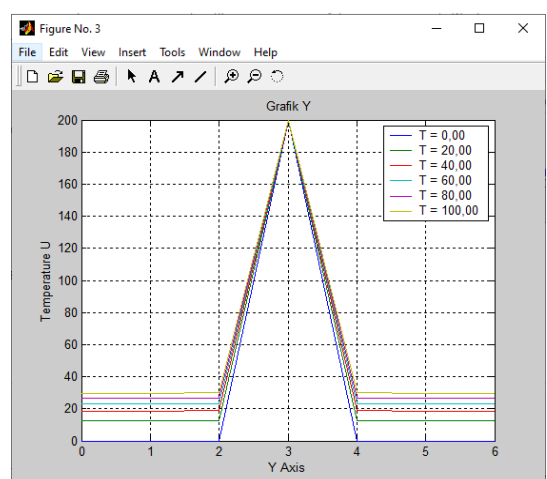 Figure No. 3
File Edit View Insert Tools Window Help
A
Grafik Y
T = 0,00
T = 20,00
T = 40,00
T = 60,00
T = 80,00
T = 100,00
200
180
160
140
120
100
80
60
40
20
0
Temperature U
0 1 2 3 4 5 6
Y Axis